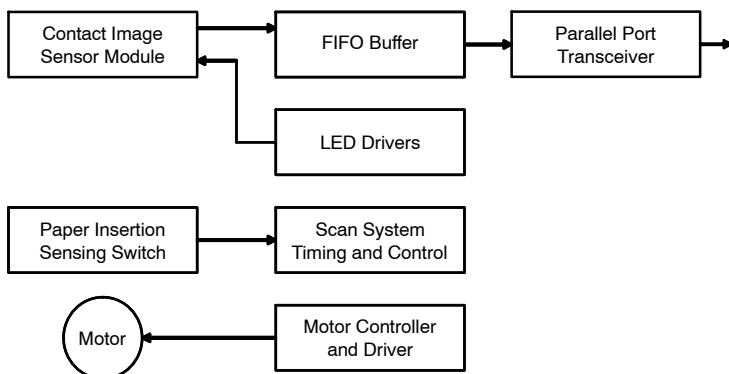 Contact Image
Sensor Module
FIFO Buffer
Parallel Port
Transceiver
LED Drivers
Paper Insertion
Sensing Switch
Scan System
Timing and Control
Motor
Motor Controller
and Driver